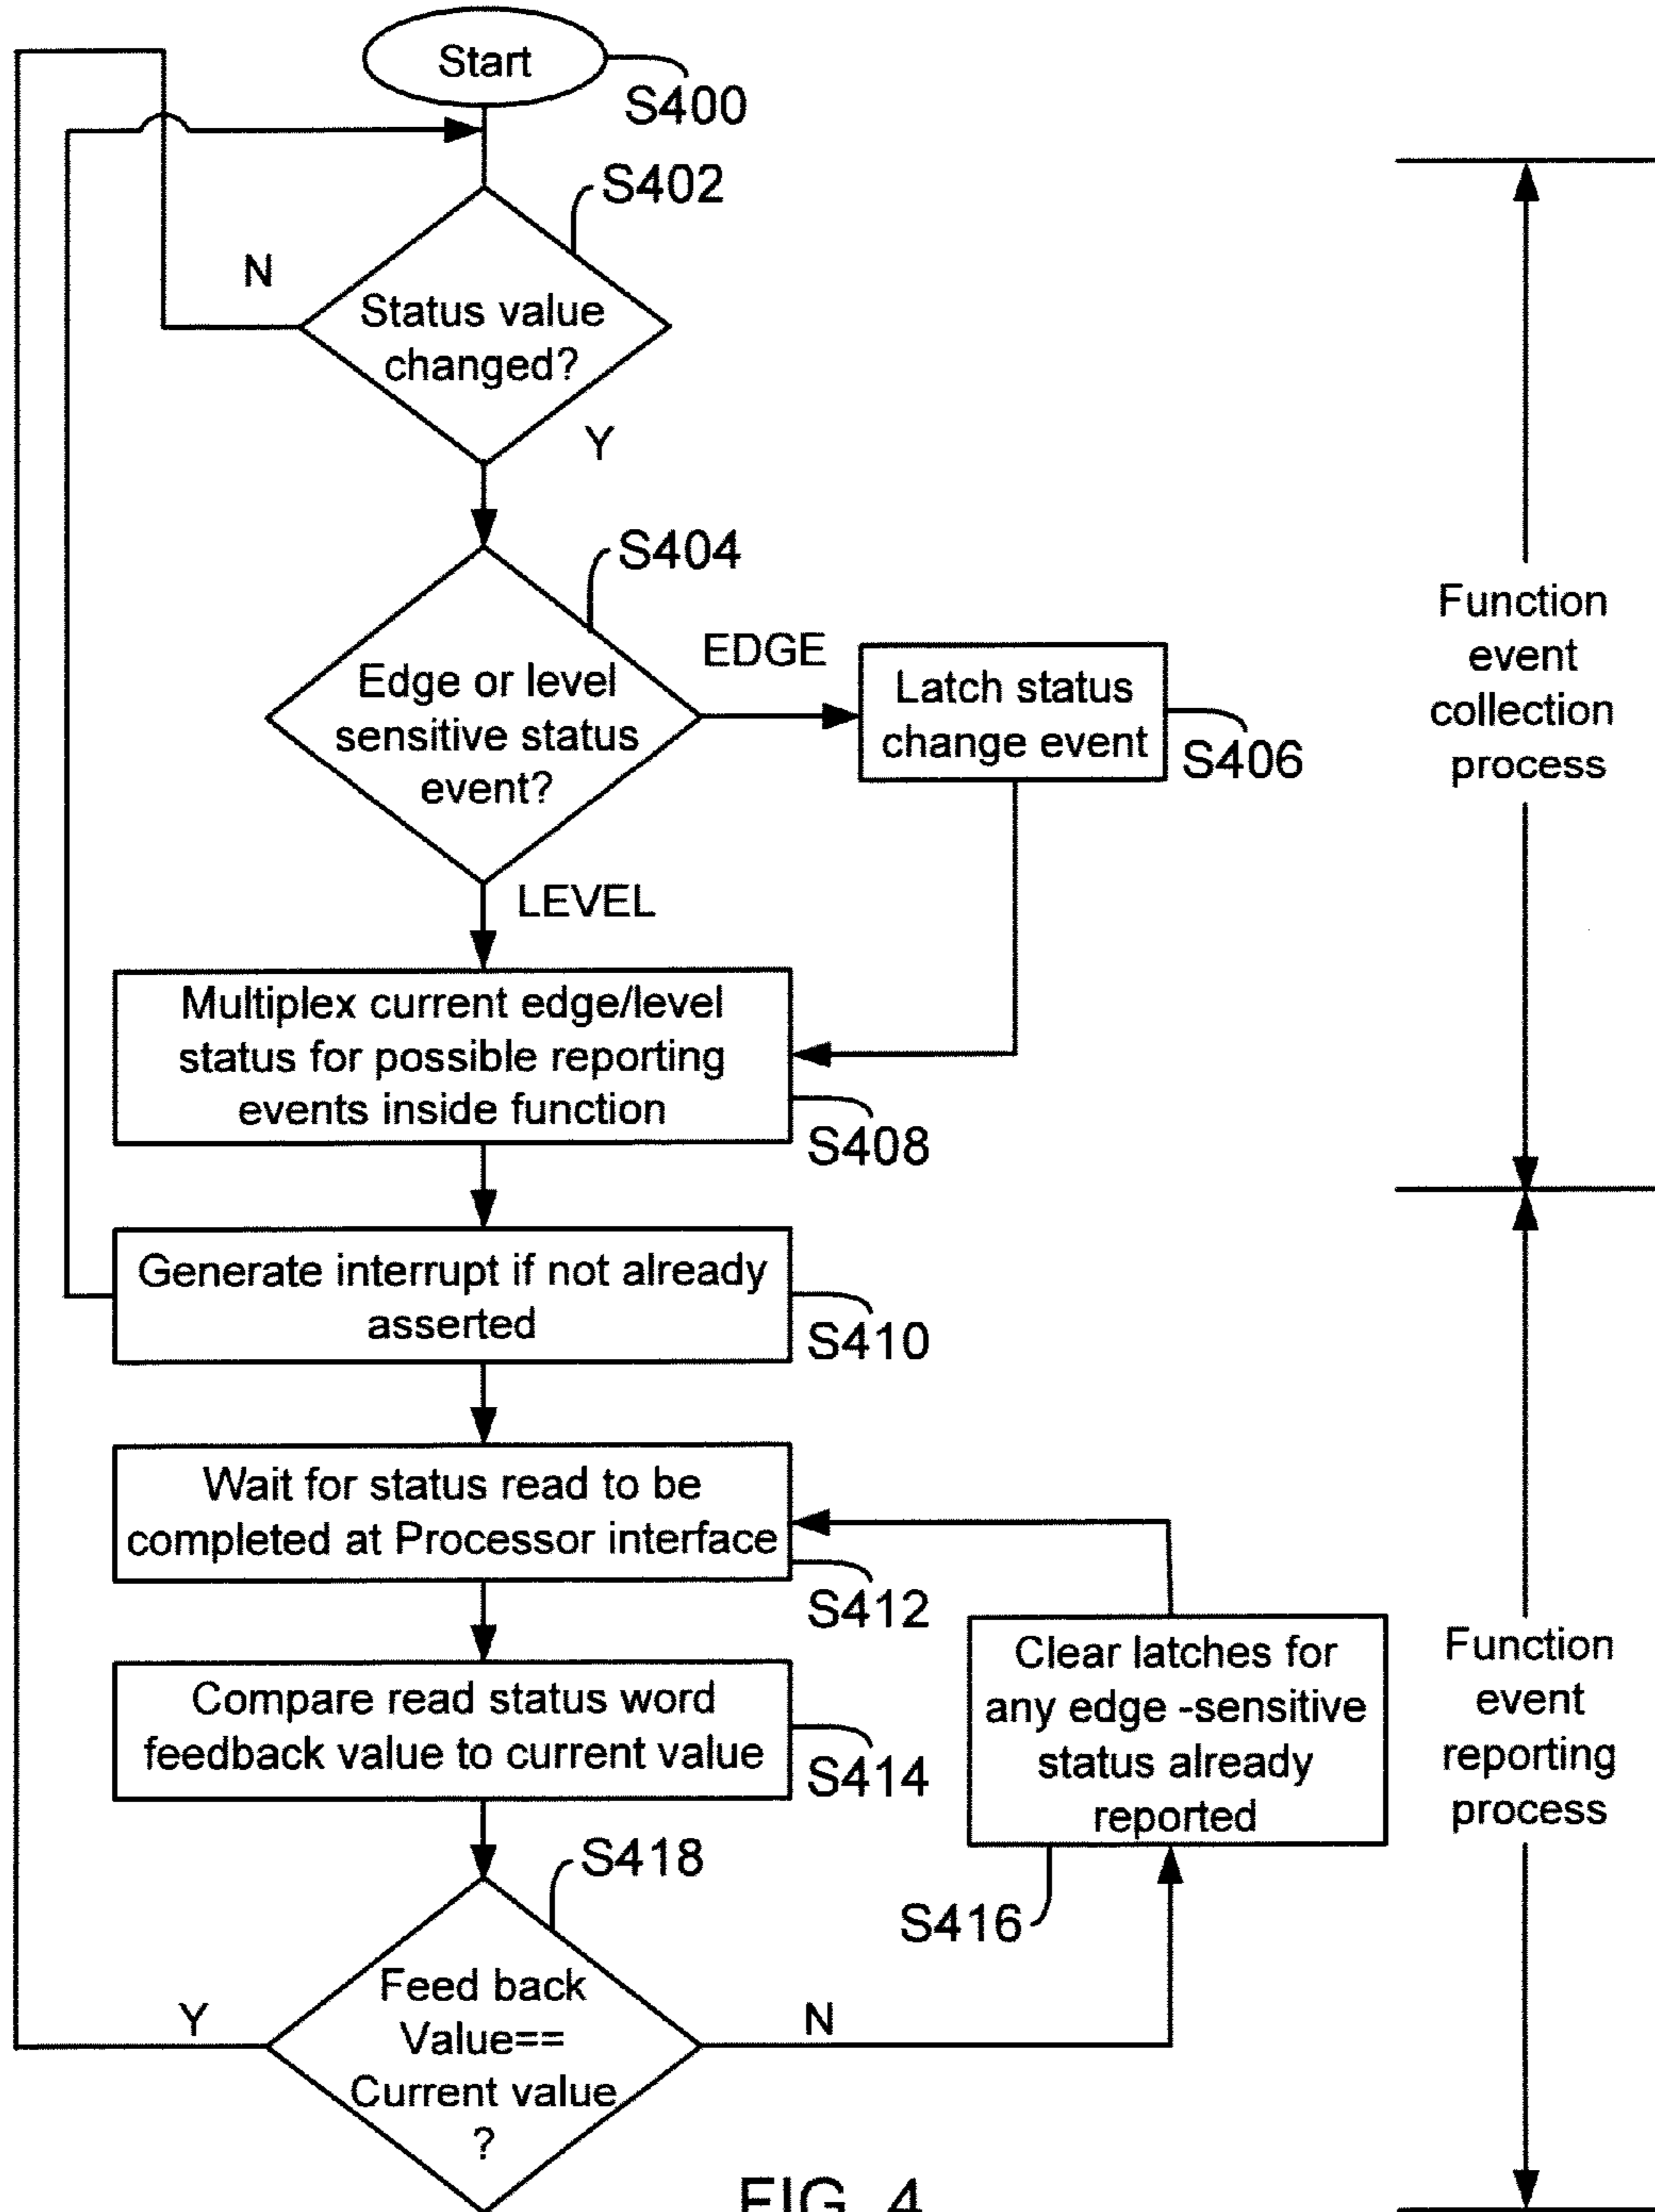 Start
S400
S402
N
Status value
changed?
Y
S404
EDGE
Edge or level
sensitive status
event?
Latch status
change event
S406
LEVEL
Multiplex current edge/level
status for possible reporting
events inside function
S408
Generate interrupt if not already
asserted
S410
Wait for status read to be
completed at Processor interface
S412
Compare read status word
feedback value to current value
S414
Clear latches for
any edge -sensitive
status already
reported
S416
S418
Y
Feed back
Value==
Current value
?
N
Function
event
collection
process
Function
event
reporting
process
FIG. 4